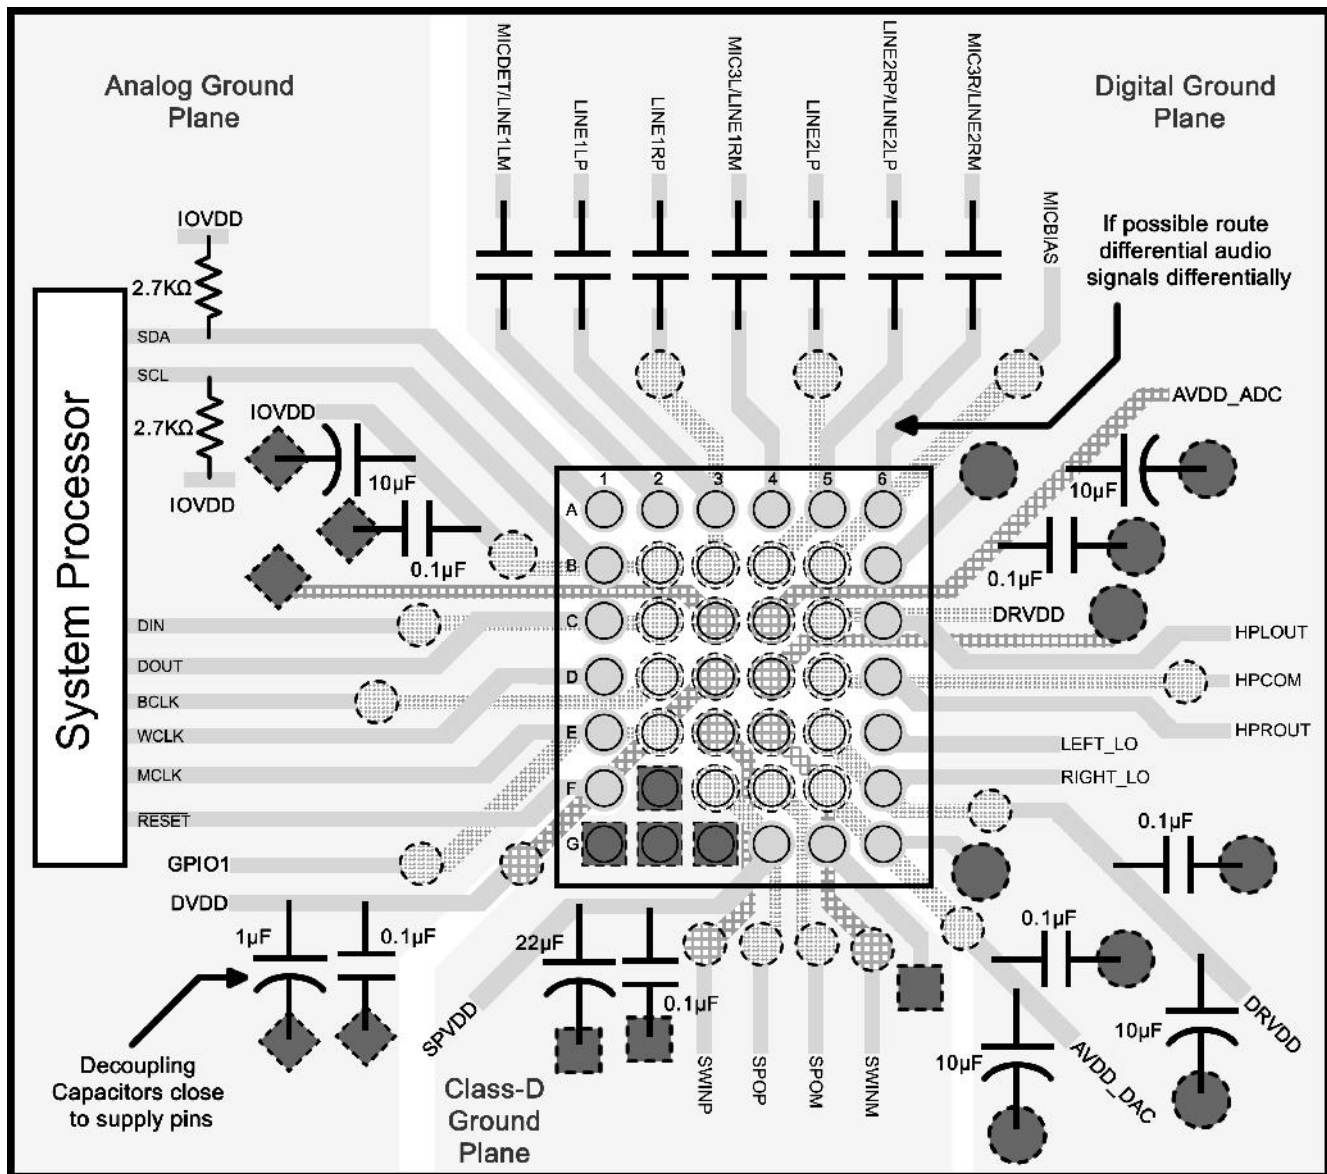 Analog Ground
Plane
Digital Ground
Plane
MICDET/LINE1LM
LINE1LP
LINE1RP
MIC3L/LINE1RM
LINE2LP
LINE2RP/LINE2LP
MIC3R/LINE2RM
MICBIAS
If possible route
differential audio
signals differentially
IOVDD
2.7KΩ
SDA
SCL
IOVDD
2.7KΩ
10µF
IOVDD
0.1µF
System Processor
AVDD_ADC
10µF
0.1µF
DRVDD
1 2 3 4 5 6
A
B
C
D
E
F
G
DIN
DOUT
BCLK
WCLK
MCLK
RESET
GPIO1
DVDD
HPLOUT
HPCOM
HPROUT
LEFT_LO
RIGHT_LO
0.1µF
1µF
0.1µF
22µF
0.1µF
0.1µF
10µF
10µF
SPVDD
SWINP
SPOP
SPOM
SWINM
AVDD_DAC
DRVDD
Decoupling
Capacitors close
to supply pins
Class-D
Ground
Plane